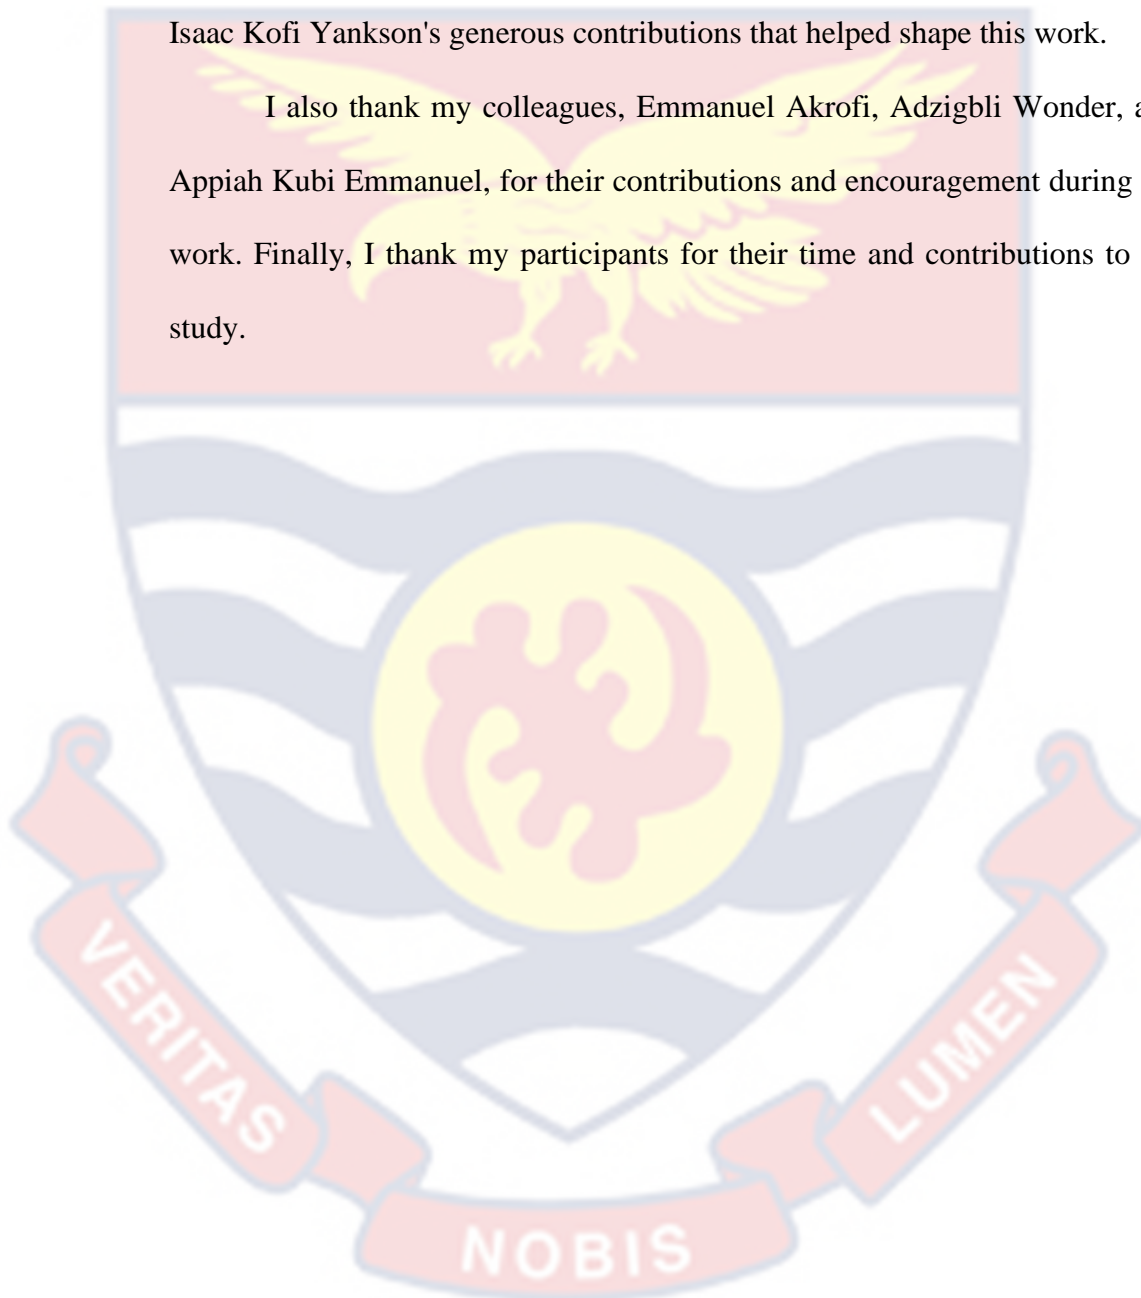 Isaac Kofi Yankson's generous contributions that helped shape this work.
I also thank my colleagues, Emmanuel Akrofi, Adzigbli Wonder, a
Appiah Kubi Emmanuel, for their contributions and encouragement during
work. Finally, I thank my participants for their time and contributions to
study.
VERITAS
NOBIS
LUMEN